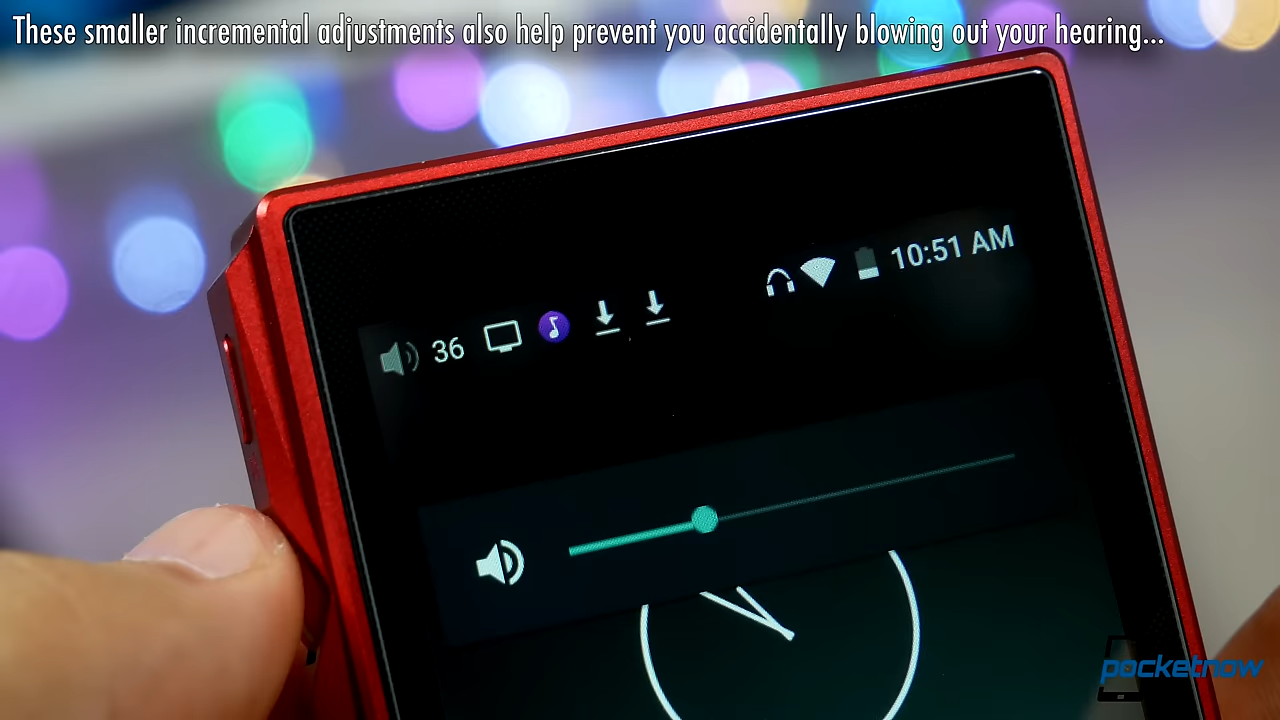 These smaller incremental adjustments also help prevent you accidentally blowing out your hearing...
10:51 AM
36
pocketnow